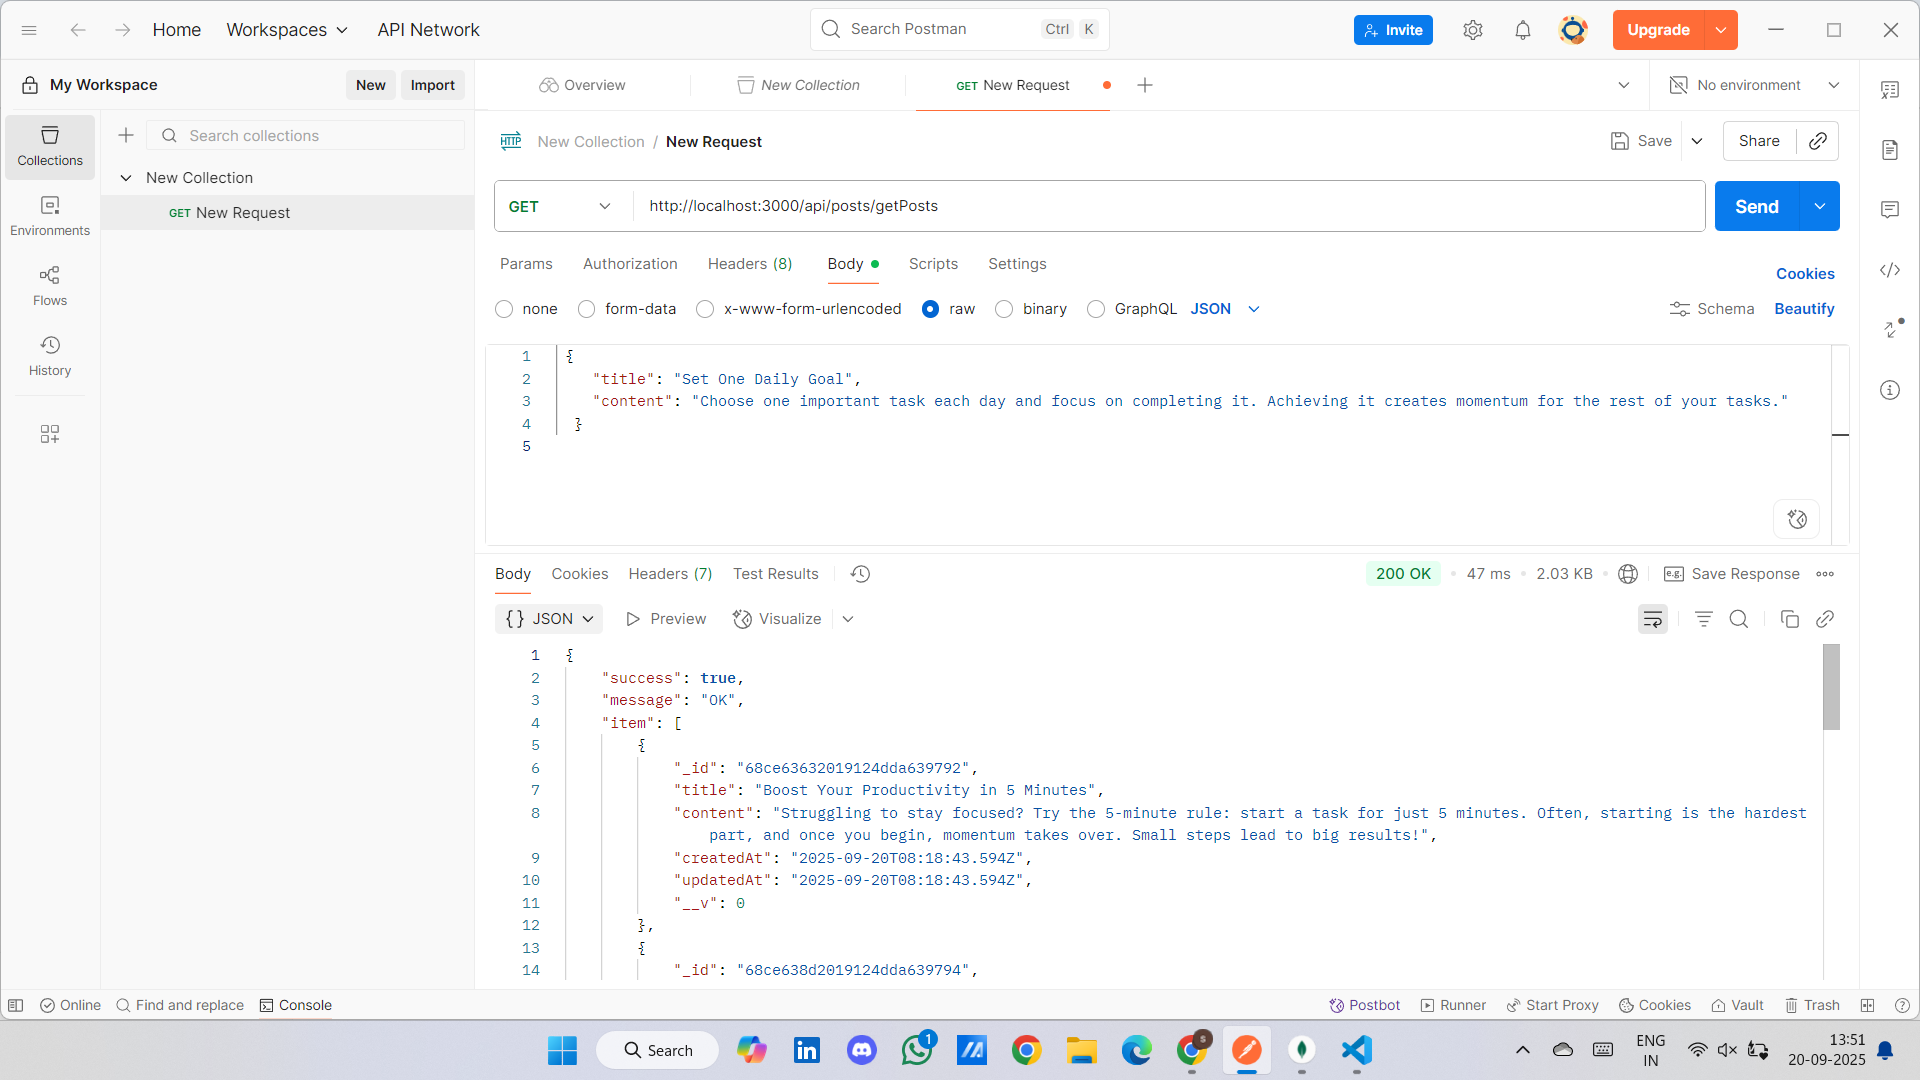 Home Workspaces API Network Search Postman Ctrl K Invite Upgrade
My Workspace New Import Overview New Collection GET New Request No environment
Collections
Environments
Flows
History
Search collections
New Collection
GET New Request
HTTP New Collection / New Request Save Share
GET http://localhost:3000/api/posts/getPosts Send
Params Authorization Headers (8) Body Scripts Settings Cookies
none form-data x-www-form-urlencoded raw binary GraphQL JSON Schema Beautify
1 {
2 "title": "Set One Daily Goal",
3 "content": "Choose one important task each day and focus on completing it. Achieving it creates momentum for the rest of your tasks."
4 }
5
Body Cookies Headers (7) Test Results 200 OK • 47 ms • 2.03 KB • e.g. Save Response
{} JSON Preview Visualize
1 {
2 "success": true,
3 "message": "OK",
4 "item": [
5 {
6 "_id": "68ce63632019124dda639792",
7 "title": "Boost Your Productivity in 5 Minutes",
8 "content": "Struggling to stay focused? Try the 5-minute rule: start a task for just 5 minutes. Often, starting is the hardest
part, and once you begin, momentum takes over. Small steps lead to big results!",
9 "createdAt": "2025-09-20T08:18:43.594Z",
10 "updatedAt": "2025-09-20T08:18:43.594Z",
11 "__v": 0
12 },
13 {
14 "_id": "68ce638d2019124dda639794",
Online Find and replace Console Postbot Runner Start Proxy Cookies Vault Trash
Search 1 S ENG 13:51
IN 20-09-2025